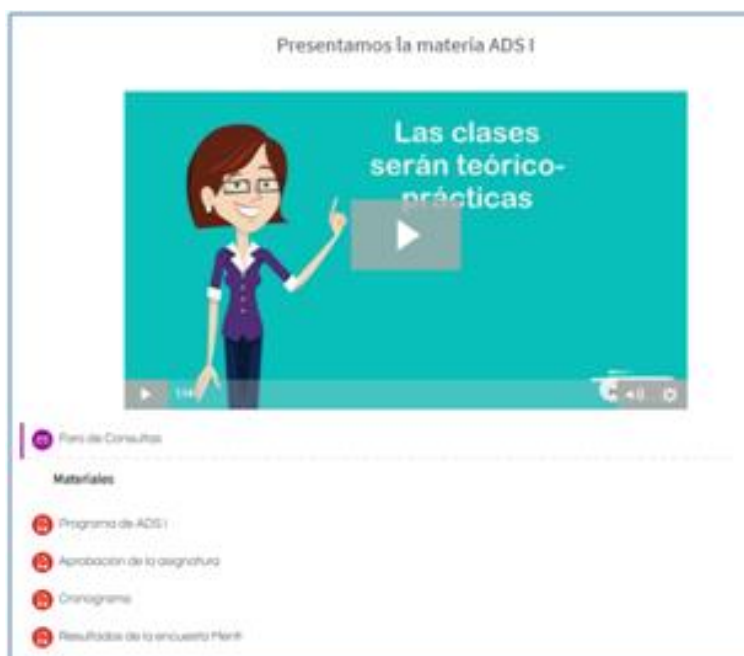 Presentamos la materia ADS I
Las clases
serán teórico-
prácticas
Foro de Consultas
Materiales
Programa de ADS I
Aprobación de la asignatura
Cronograma
Resultados de la encuesta